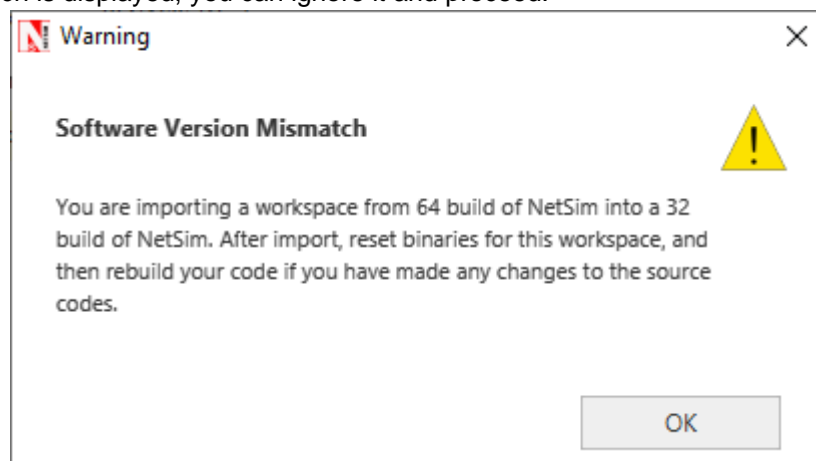 is displayed, you can ignore it and proceed.
Warning
Software Version Mismatch
You are importing a workspace from 64 build of NetSim into a 32
build of NetSim. After import, reset binaries for this workspace, and
then rebuild your code if you have made any changes to the source
codes.
OK